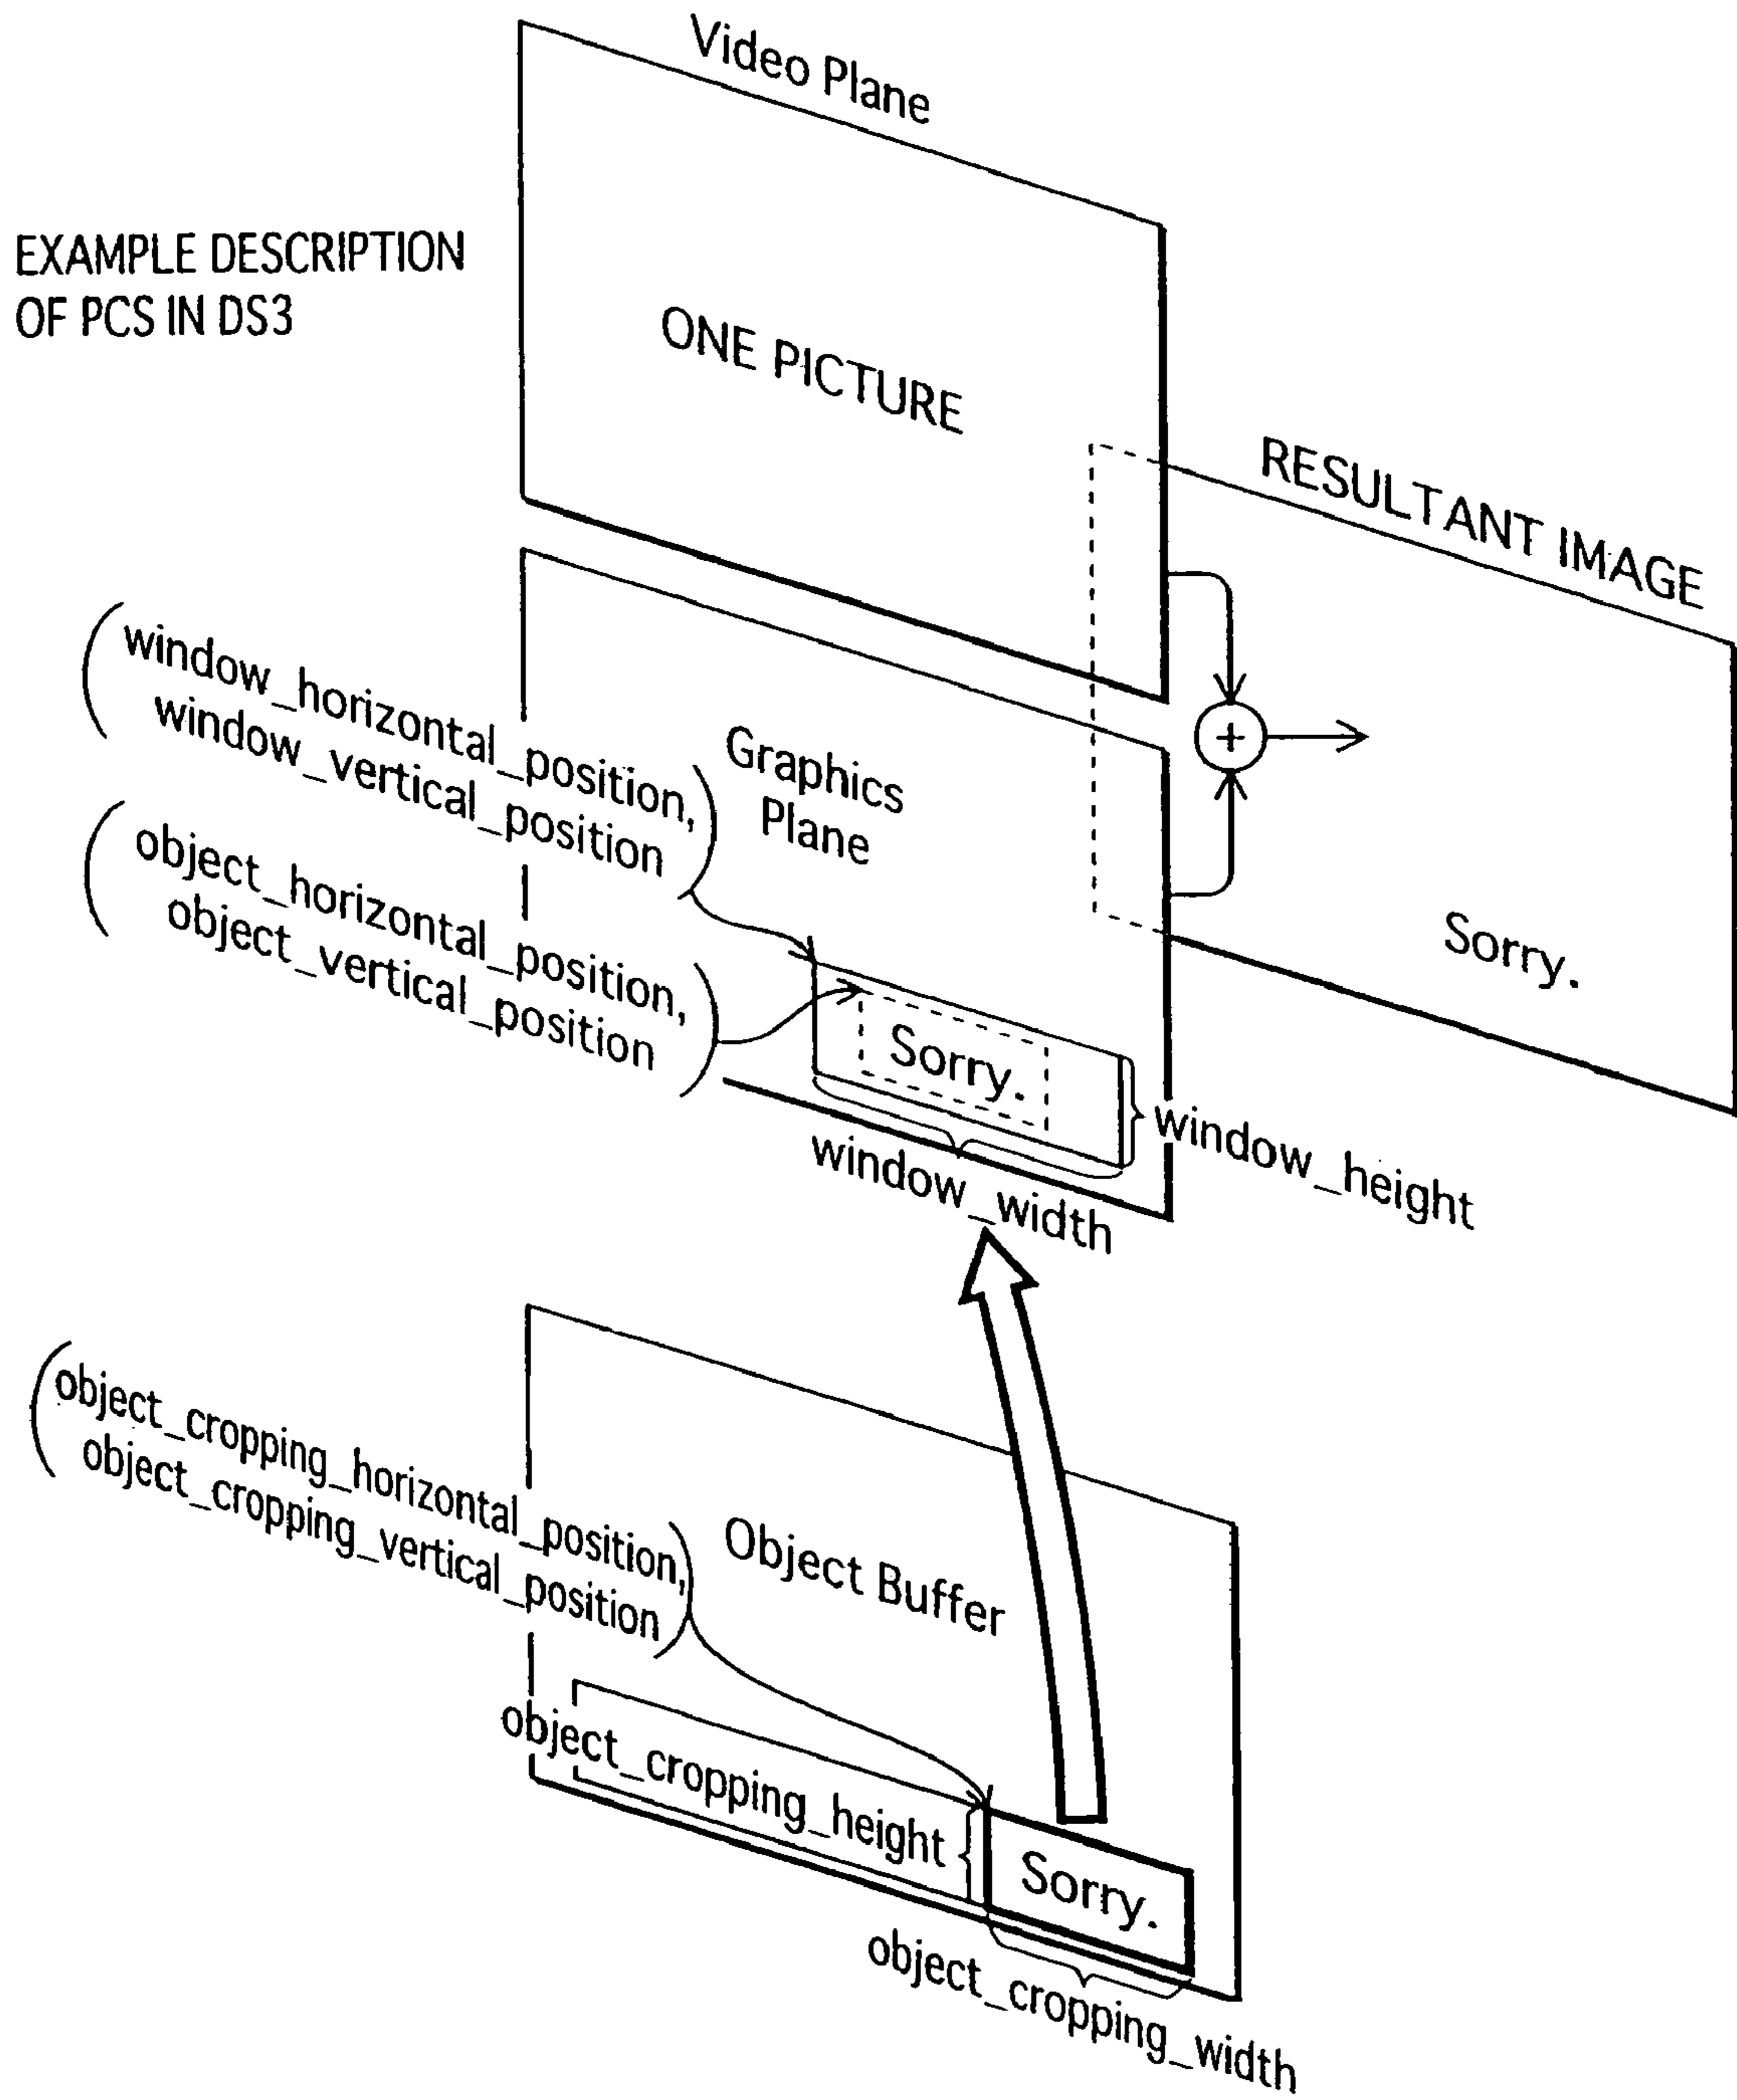 Video Plane
EXAMPLE DESCRIPTION
OF PCS IN DS3
ONE PICTURE
RESULTANT IMAGE
(window_horizontal_position,
window_vertical_position)
Graphics
Plane
(object_horizontal_position,
object_vertical_position)
+
Sorry.
Sorry.
window_height
window_width
(object_cropping_horizontal_position,
object_cropping_vertical_position)
Object Buffer
object_cropping_height
Sorry.
object_cropping_width